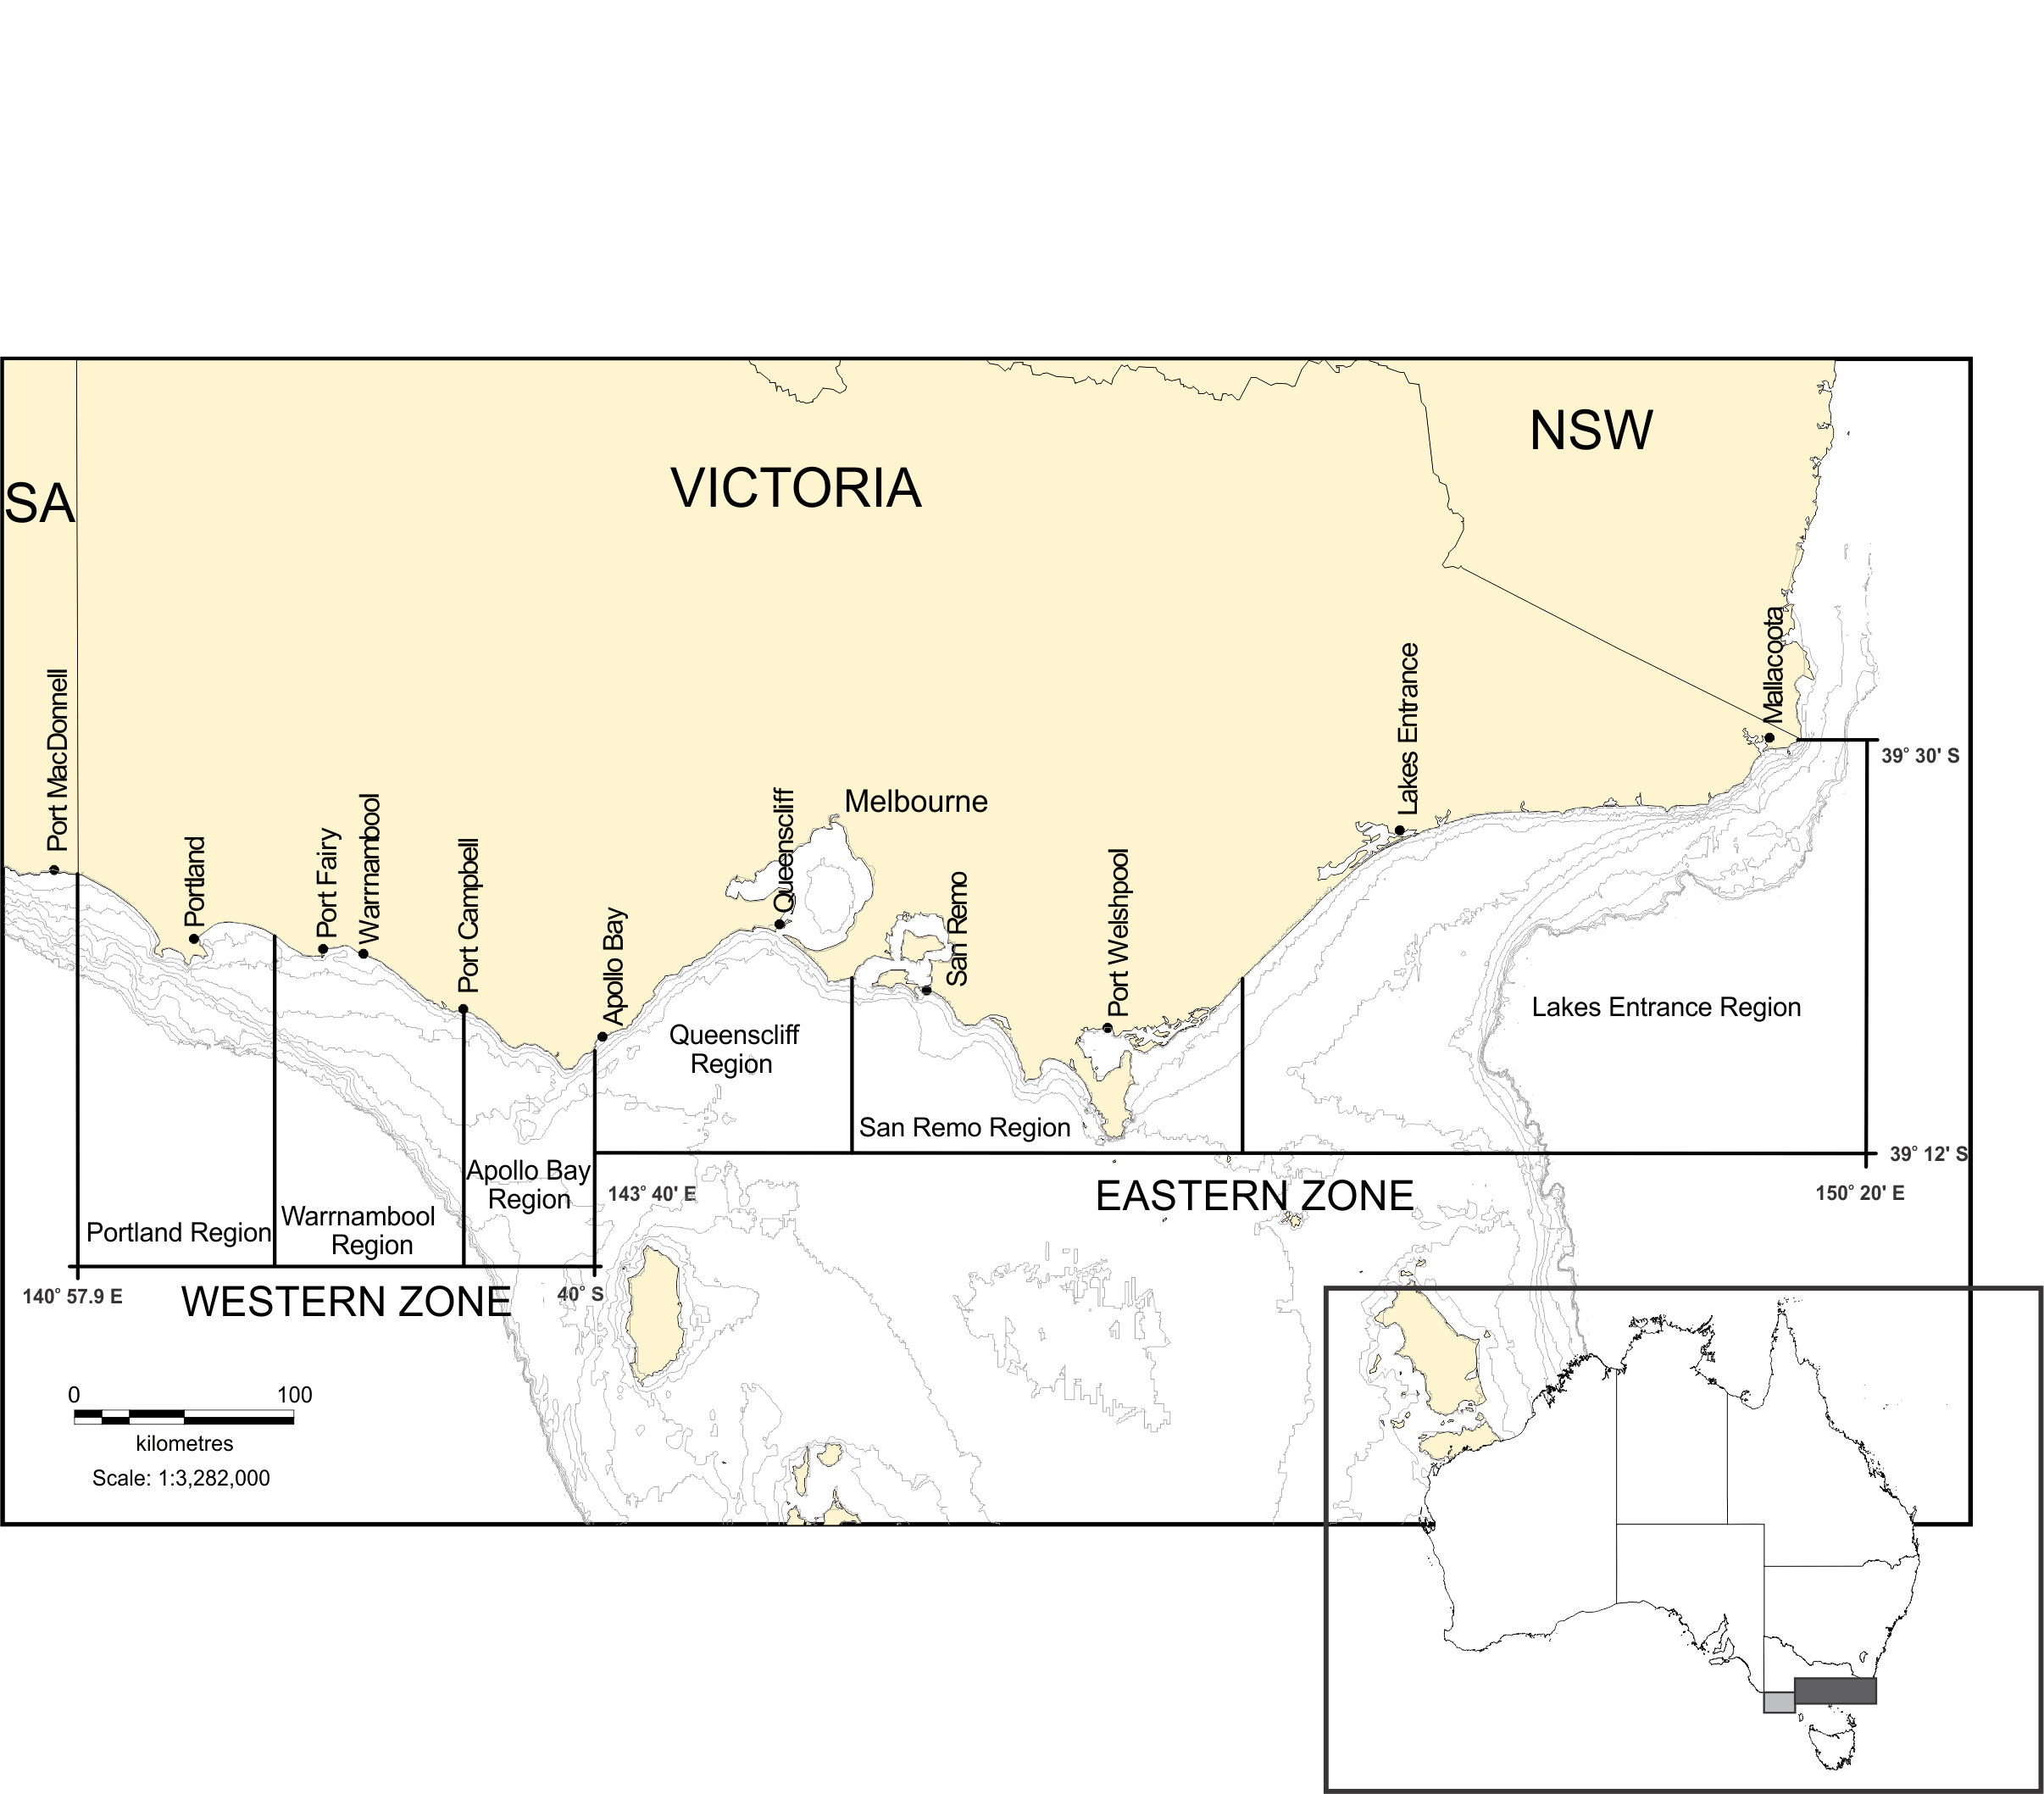 NSW
VICTORIA
SA
Mallacoota
Lakes Entrance
Port MacDonnell
39° 30' S
Melbourne
Queenscliff
Warrnambool
Port Fairy
Portland
Port Campbell
San Remo
Port Welshpool
Apollo Bay
Lakes Entrance Region
Queenscliff
Region
San Remo Region
39° 12' S
Apollo Bay
Region
143° 40' E
EASTERN ZONE
150° 20' E
Portland Region
Warrnambool
Region
140° 57.9 E
WESTERN ZONE
40° S
0 100
kilometres
Scale: 1:3,282,000